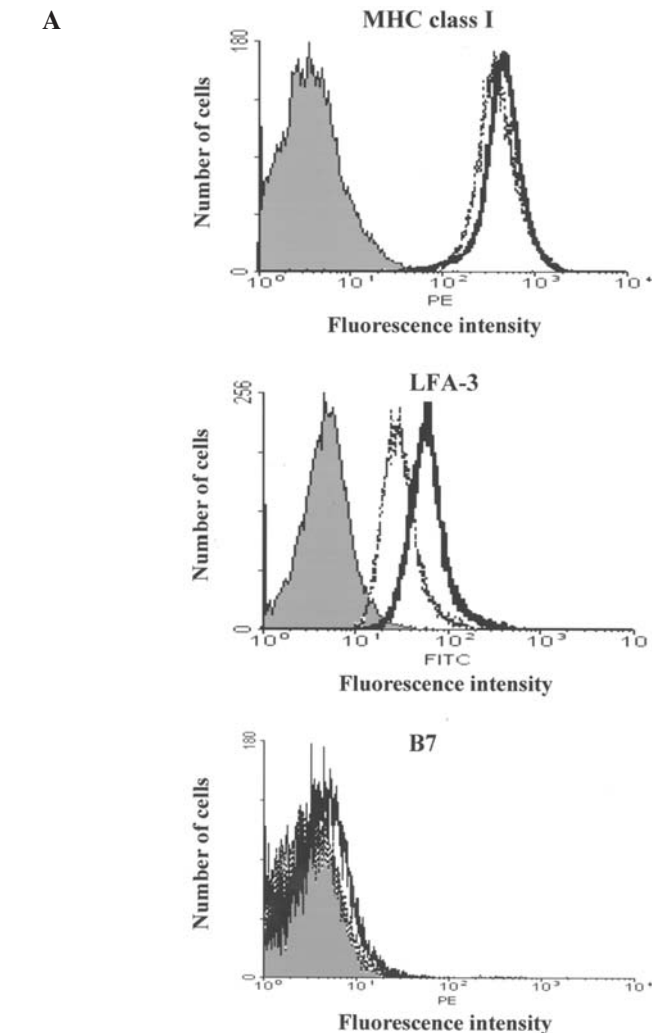 A
MHC class I
180
Number of cells
0
10⁰ 10¹ 10² 10³ 10⁴
PE
Fluorescence intensity
LFA-3
256
Number of cells
0
10⁰ 10¹ 10² 10³ 10
FITC
Fluorescence intensity
B7
180
Number of cells
0
10⁰ 10¹ 10² 10³ 10⁴
PE
Fluorescence intensity